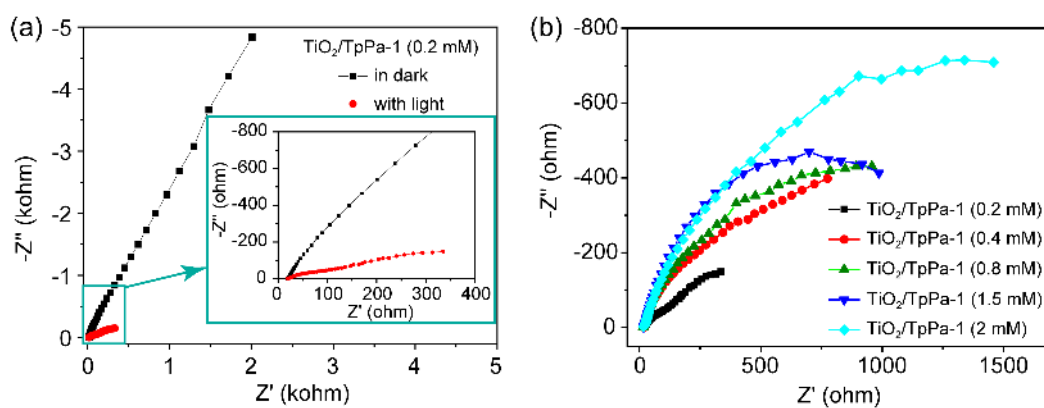 (a)
-5
-4
-3
-2
-1
0
-Z'' (kohm)
TiO₂/TpPa-1 (0.2 mM)
in dark
with light
-800
-600
-400
-200
0
-Z'' (ohm)
0 100 200 300 400
Z' (ohm)
0 1 2 3 4 5
Z' (kohm)
(b)
-800
-600
-400
-200
0
-Z'' (ohm)
TiO₂/TpPa-1 (0.2 mM)
TiO₂/TpPa-1 (0.4 mM)
TiO₂/TpPa-1 (0.8 mM)
TiO₂/TpPa-1 (1.5 mM)
TiO₂/TpPa-1 (2 mM)
0 500 1000 1500
Z' (ohm)